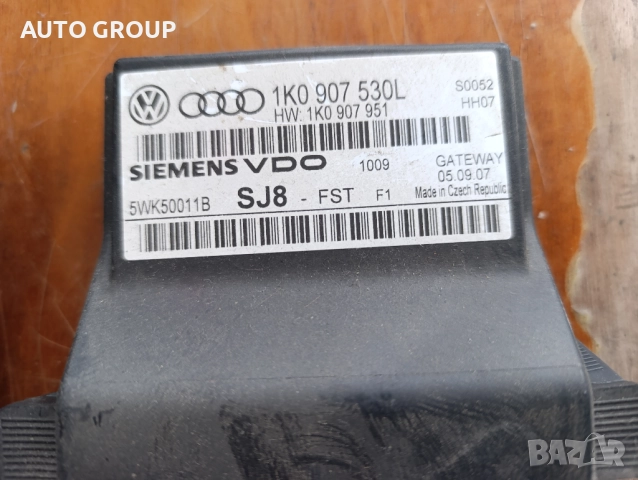 AUTO GROUP
1K0 907 530L S0052
HW: 1K0 907 951 HH07
SIEMENS VDO 1009 GATEWAY
05.09.07
5WK50011B SJ8 - FST F1 Made in Czech Republic
BAZAR